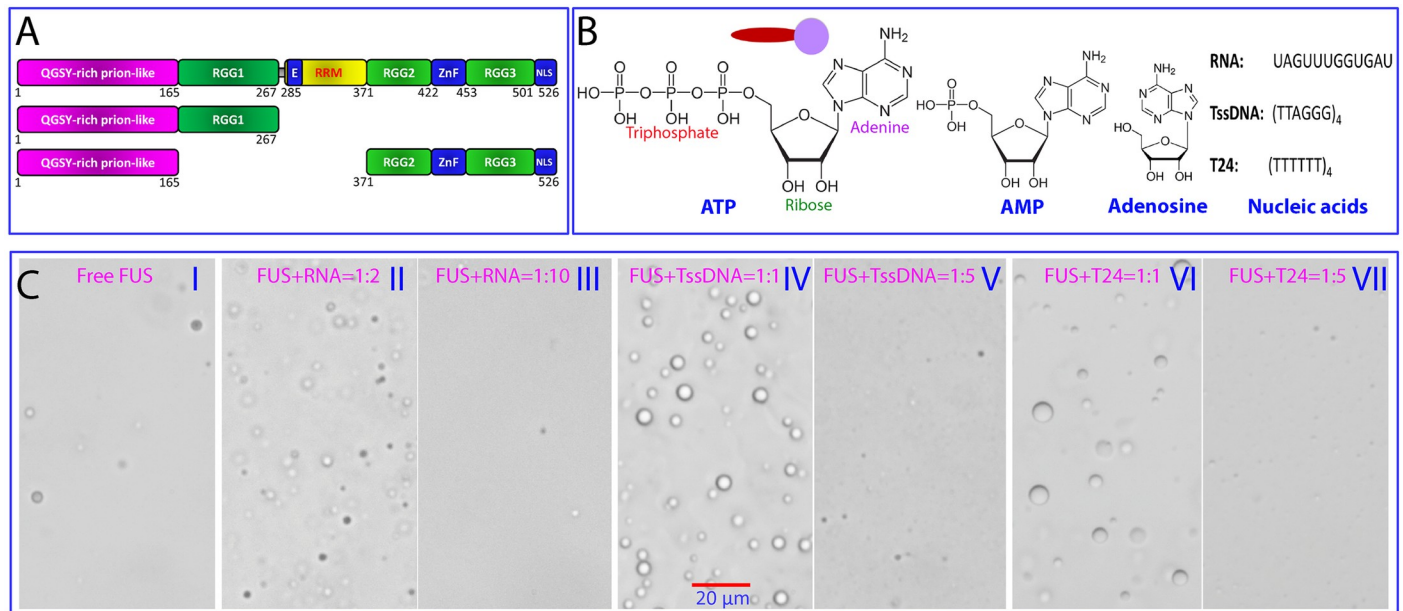 A
QGSY-rich prion-like RGG1 E RRM RGG2 ZnF RGG3 NLS
1 165 267 285 371 422 453 501 526
QGSY-rich prion-like RGG1
1 267
QGSY-rich prion-like RGG2 ZnF RGG3 NLS
1 165 371 526
B
NH2
O O O N N
HO P O P O P O N N
OH OH OH O
Triphosphate Adenine
OH OH
Ribose
ATP
NH2
O N N
HO P O N N
OH O
OH OH
AMP
NH2
N N
N N
HO O
OH OH
Adenosine
RNA: UAGUUUGGUGAU
TssDNA: (TTAGGG)4
T24: (TTTTTT)4
Nucleic acids
C
Free FUS I
FUS+RNA=1:2 II
FUS+RNA=1:10 III
FUS+TssDNA=1:1 IV
FUS+TssDNA=1:5 V
FUS+T24=1:1 VI
FUS+T24=1:5 VII
20 μm